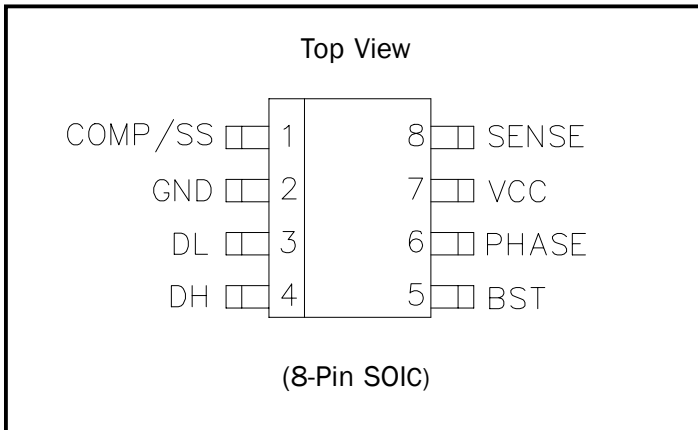 Top View
COMP/SS 1 8 SENSE
GND 2 7 VCC
DL 3 6 PHASE
DH 4 5 BST
(8-Pin SOIC)